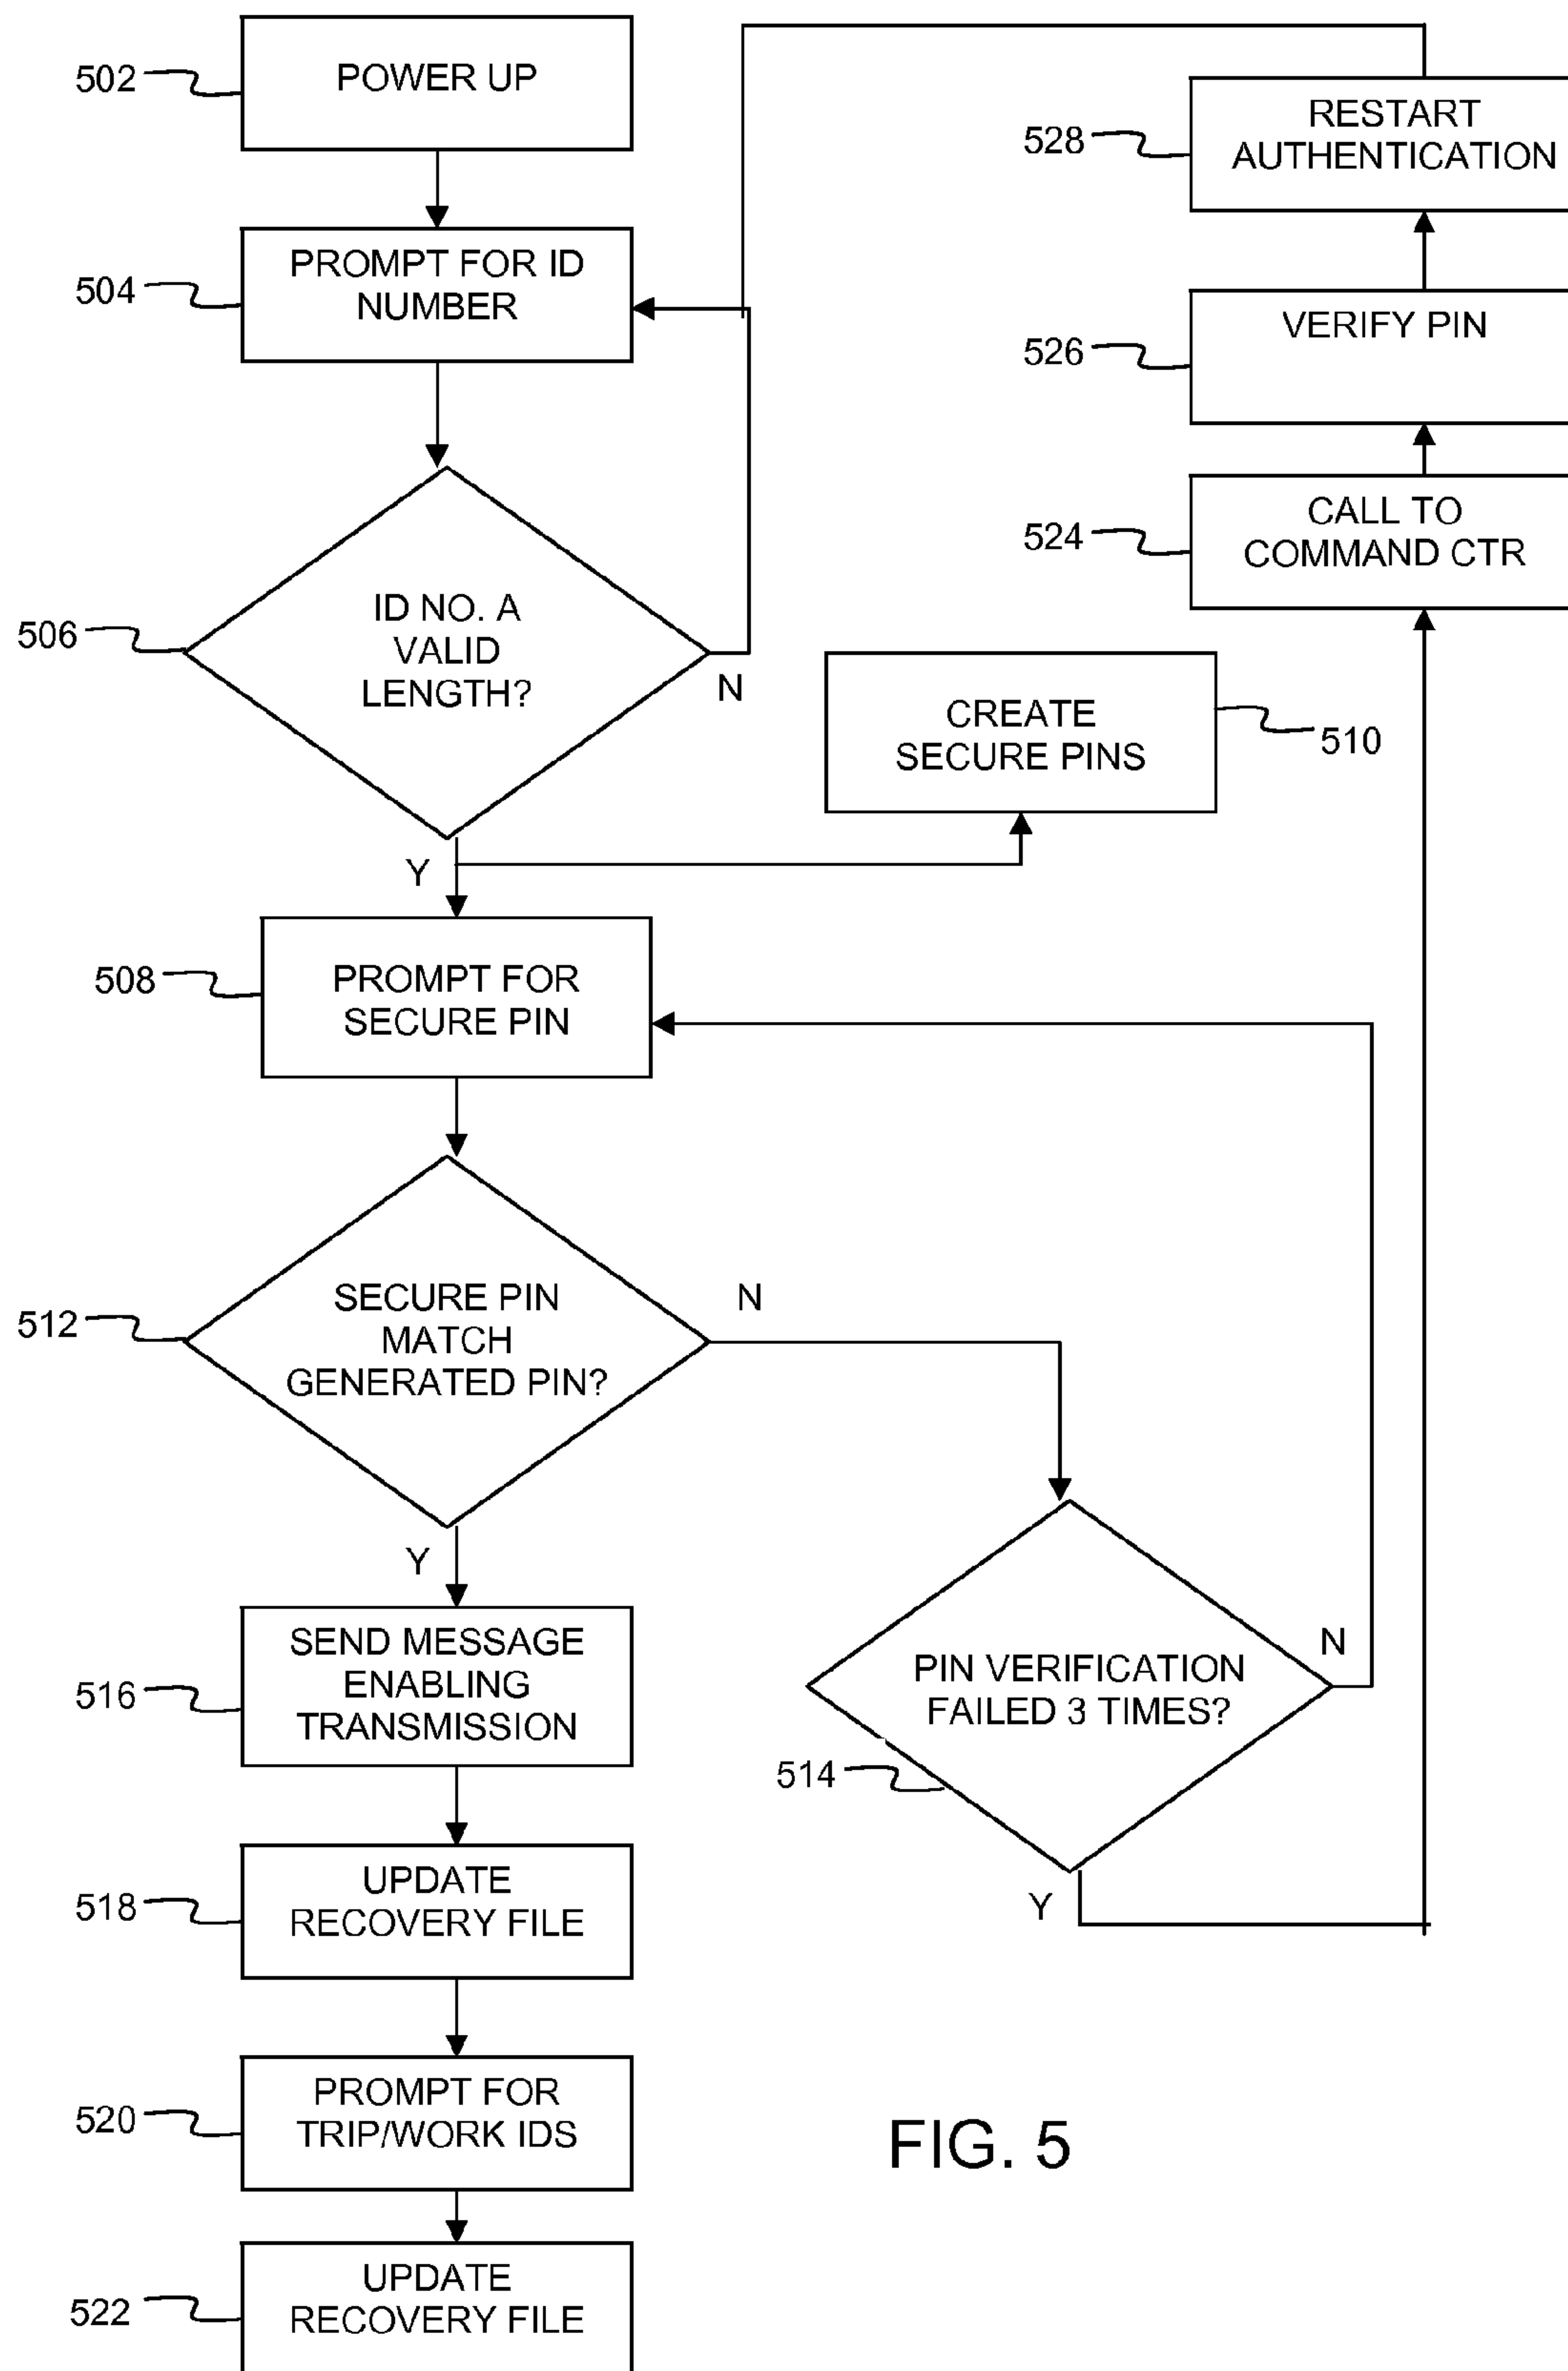 502
POWER UP
528
RESTART
AUTHENTICATION
504
PROMPT FOR ID
NUMBER
526
VERIFY PIN
524
CALL TO
COMMAND CTR
506
ID NO. A
VALID
LENGTH?
N
CREATE
SECURE PINS
510
Y
508
PROMPT FOR
SECURE PIN
512
SECURE PIN
MATCH
GENERATED PIN?
N
Y
516
SEND MESSAGE
ENABLING
TRANSMISSION
PIN VERIFICATION
FAILED 3 TIMES?
N
514
Y
518
UPDATE
RECOVERY FILE
520
PROMPT FOR
TRIP/WORK IDS
FIG. 5
522
UPDATE
RECOVERY FILE